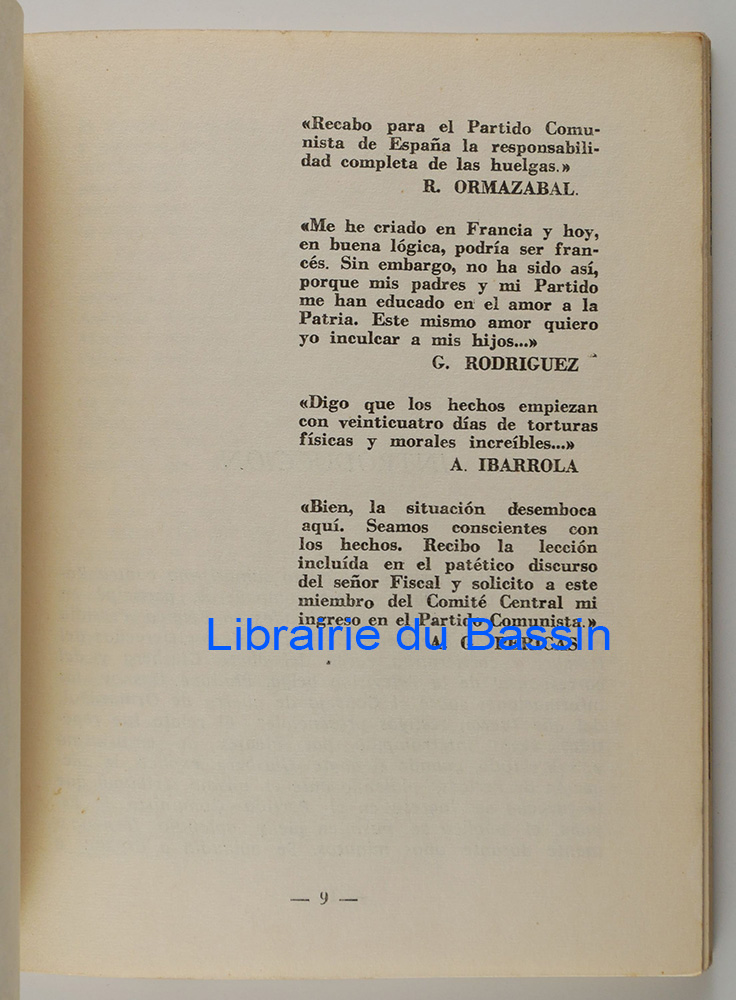 «Recabo para el Partido Comu-
nista de España la responsabili-
dad completa de las huelgas.»
R. ORMAZABAL.
«Me he criado en Francia y hoy,
en buena lógica, podría ser fran-
cés. Sin embargo, no ha sido así,
porque mis padres y mi Partido
me han educado en el amor a la
Patria. Este mismo amor quiero
yo inculcar a mis hijos...»
G. RODRIGUEZ
«Digo que los hechos empiezan
con veinticuatro días de torturas
físicas y morales increíbles...»
A. IBARROLA
«Bien, la situación desemboca
aquí. Seamos conscientes con
los hechos. Recibo la lección
incluída en el patético discurso
del señor Fiscal y solicito a este
miembro del Comité Central mi
ingreso en el Partido Comunista.»
Librairie du Bassin
A. G. PERICAS
— 9 —